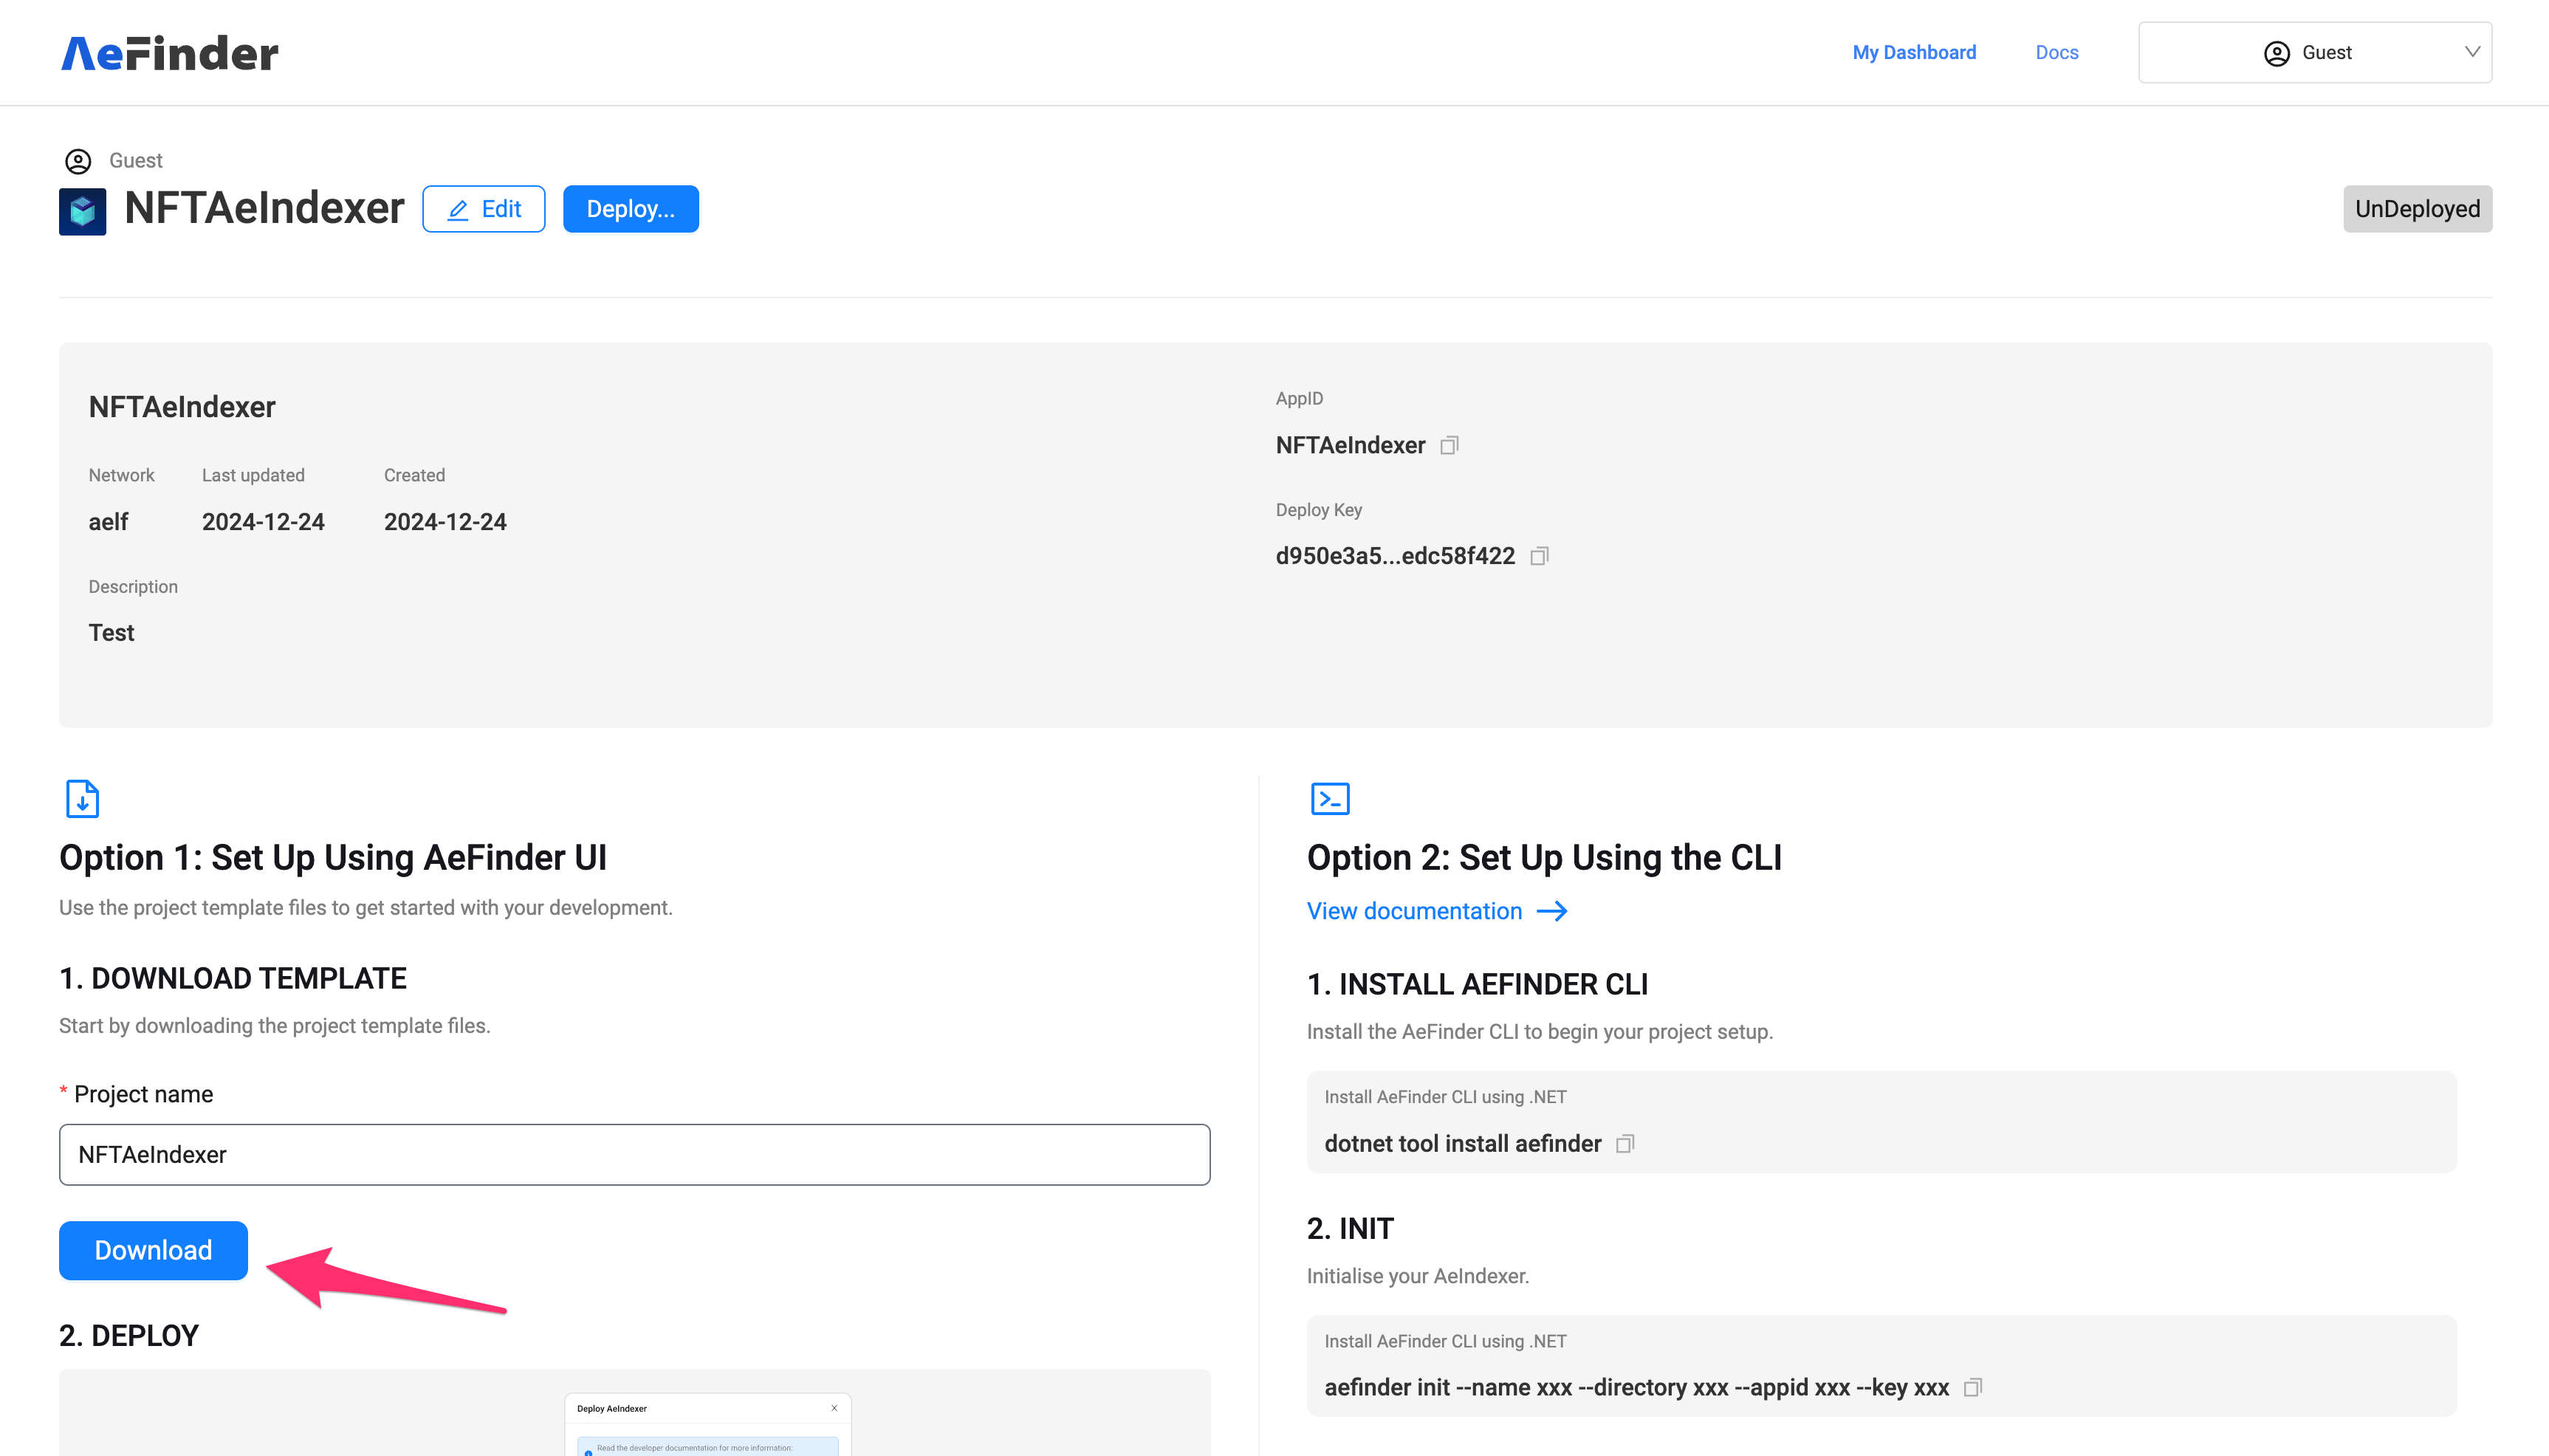 AeFinder
My Dashboard
Docs
Guest
Guest
NFTAeIndexer
Edit
Deploy...
UnDeployed
NFTAeIndexer
Network
Last updated
Created
aelf
2024-12-24
2024-12-24
Description
Test
AppID
NFTAeIndexer
Deploy Key
d950e3a5...edc58f422
Option 1: Set Up Using AeFinder UI
Use the project template files to get started with your development.
1. DOWNLOAD TEMPLATE
Start by downloading the project template files.
* Project name
NFTAeIndexer
Download
2. DEPLOY
Deploy AeIndexer
Read the developer documentation for more information:
Option 2: Set Up Using the CLI
View documentation
1. INSTALL AEFINDER CLI
Install the AeFinder CLI to begin your project setup.
Install AeFinder CLI using .NET
dotnet tool install aefinder
2. INIT
Initialise your AeIndexer.
Install AeFinder CLI using .NET
aefinder init --name xxx --directory xxx --appid xxx --key xxx